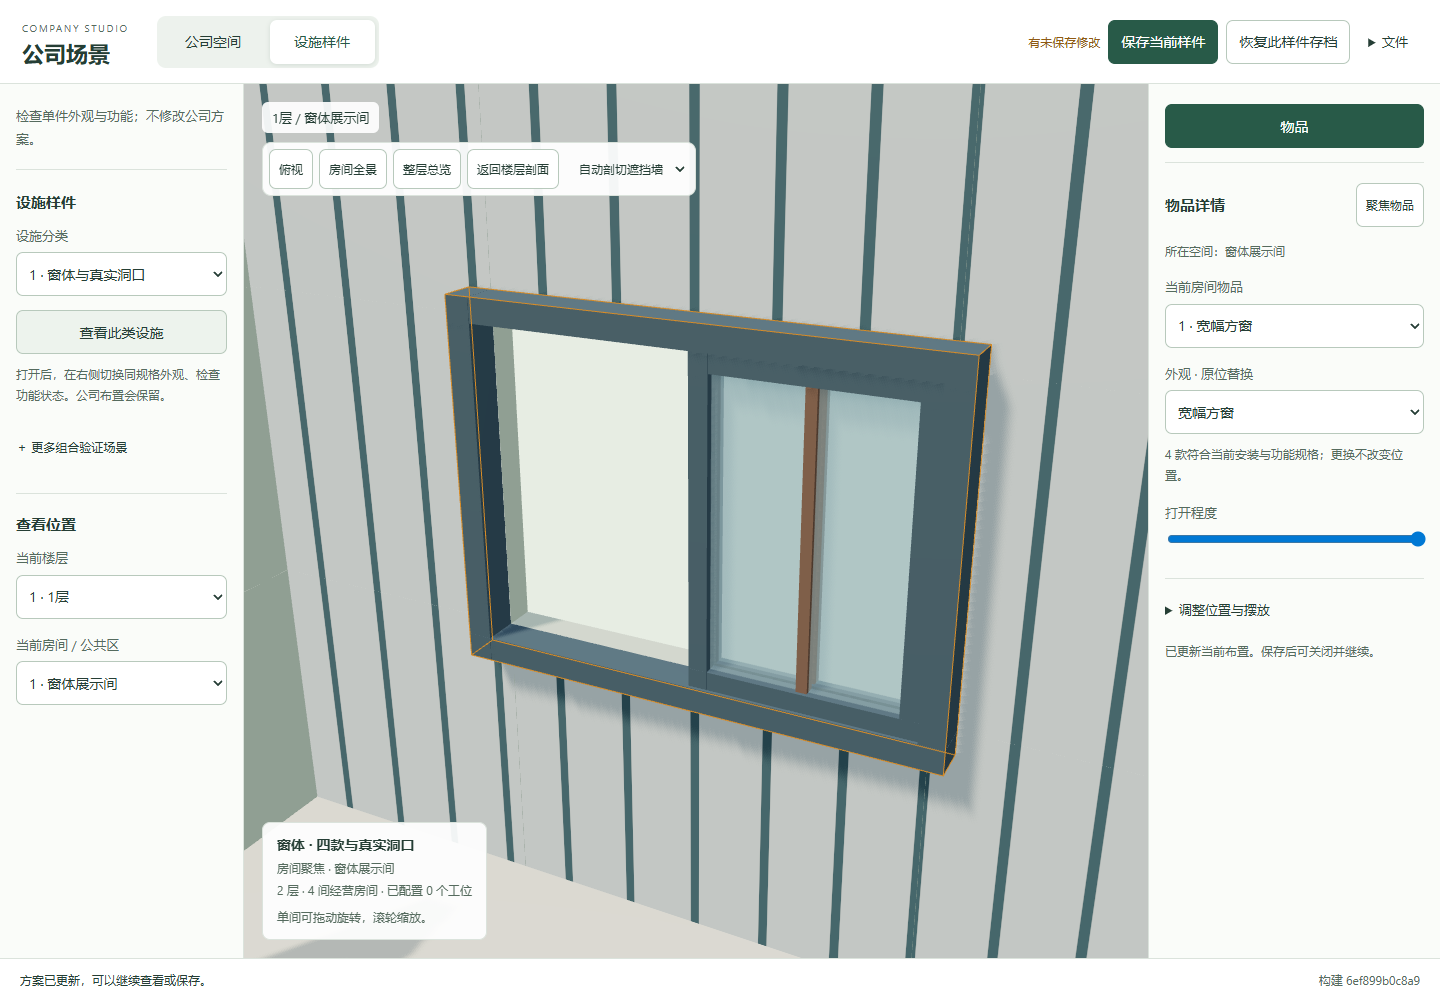 COMPANY STUDIO
公司场景
公司空间
设施样件
有未保存修改
保存当前样件
恢复此样件存档
▶ 文件
检查单件外观与功能；不修改公司方
案。
设施样件
设施分类
1 · 窗体与真实洞口
查看此类设施
打开后，在右侧切换同规格外观、检查
功能状态。公司布置会保留。
+ 更多组合验证场景
查看位置
当前楼层
1 · 1层
当前房间 / 公共区
1 · 窗体展示间
1层 / 窗体展示间
俯视
房间全景
整层总览
返回楼层剖面
自动剖切遮挡墙
窗体 · 四款与真实洞口
房间聚焦 · 窗体展示间
2 层 · 4 间经营房间 · 已配置 0 个工位
单间可拖动旋转，滚轮缩放。
物品
物品详情
聚焦物品
所在空间：窗体展示间
当前房间物品
1 · 宽幅方窗
外观 · 原位替换
宽幅方窗
4 款符合当前安装与功能规格；更换不改变位
置。
打开程度
▶ 调整位置与摆放
已更新当前布置。保存后可关闭并继续。
方案已更新，可以继续查看或保存。
构建 6ef899b0c8a9